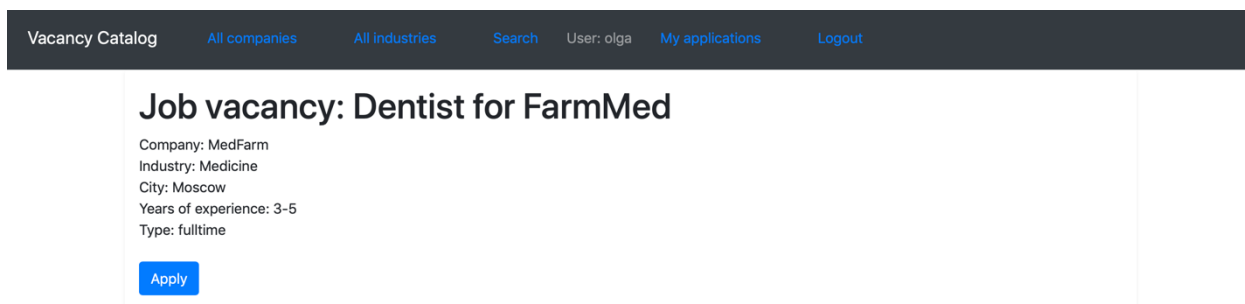 Vacancy Catalog All companies All industries Search User: olga My applications Logout
Job vacancy: Dentist for FarmMed
Company: MedFarm
Industry: Medicine
City: Moscow
Years of experience: 3-5
Type: fulltime
Apply